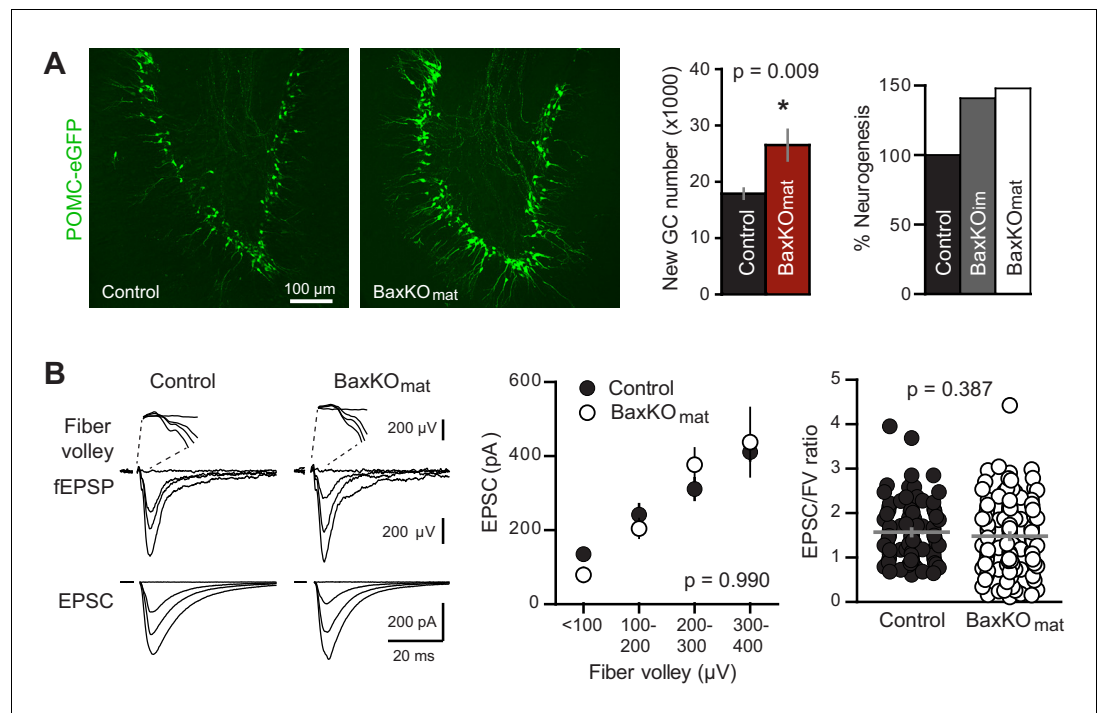 A
POMC-eGFP
Control
100 µm
BaxKOmat
New GC number (x1000)
40
30
20
10
0
p = 0.009
*
Control
BaxKOmat
% Neurogenesis
150
100
50
0
Control
BaxKOim
BaxKOmat
B
Control
BaxKOmat
Fiber
volley
200 µV
fEPSP
200 µV
EPSC
200 pA
20 ms
EPSC (pA)
600
400
200
0
Control
BaxKOmat
p = 0.990
<100
100-
200
200-
300
300-
400
Fiber volley (µV)
EPSC/FV ratio
5
4
3
2
1
0
p = 0.387
Control
BaxKOmat